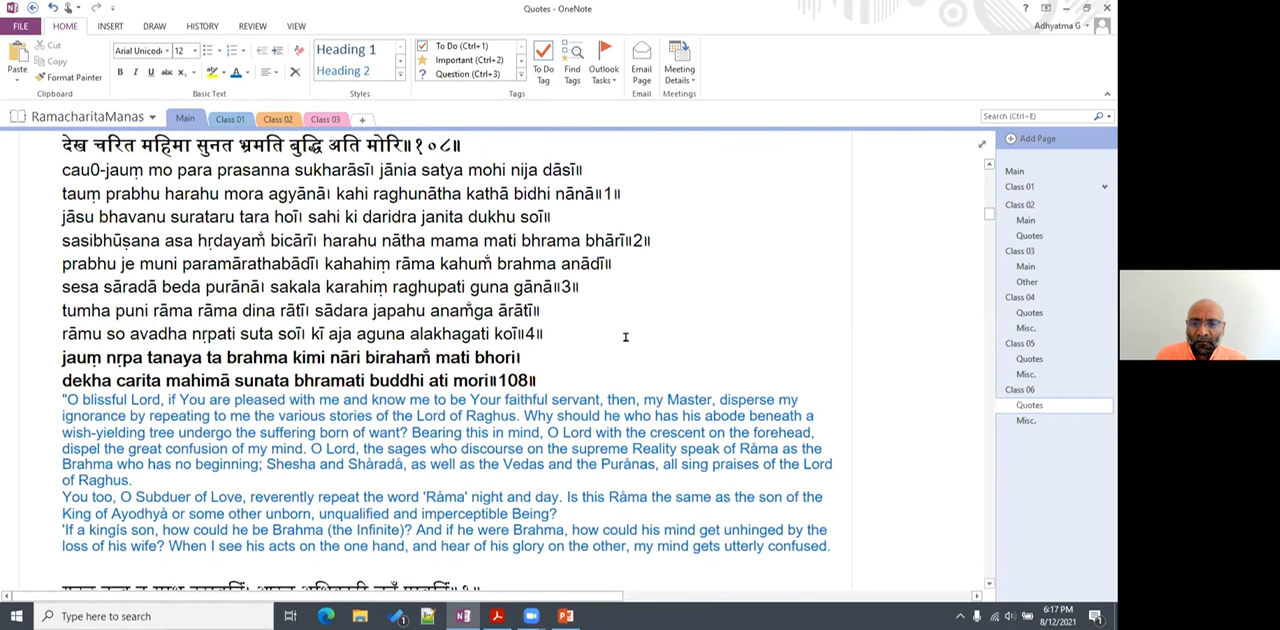 Quotes - OneNote
Adhyatma G
FILE HOME INSERT DRAW HISTORY REVIEW VIEW
Paste Cut Copy Format Painter Clipboard
Arial Unicod 12 B I U abc Basic Text
Heading 1 Heading 2 Styles
To Do (Ctrl+1)
Important (Ctrl+2)
Question (Ctrl+3)
Tags
To Do Tag
Find Tags
Outlook Tasks
Email Page Email
Meeting Details Meetings
RamacharitaManas Main Class 01 Class 02 Class 03 +
Search (Ctrl+E)
देख चरित महिमा सुनत भ्रमति बुद्धि अति मोरि॥१०८॥
cau0-jauṃ mo para prasanna sukharāsī। jānia satya mohi nija dāsī॥
tauṃ prabhu harahu mora agyānā। kahi raghunātha kathā bidhi nānā॥1॥
jāsu bhavanu surataru tara hoī। sahi ki daridra janita dukhu soī॥
sasibhūṣana asa hṛdayam̐ bicārī। harahu nātha mama mati bhrama bhārī॥2॥
prabhu je muni paramārathabādī। kahahiṃ rāma kahum̐ brahma anādī॥
sesa sāradā beda purānā। sakala karahiṃ raghupati guna gānā॥3॥
tumha puni rāma rāma dina rātī। sādara japahu anam̐ga ārātī॥
rāmu so avadha nṛpati suta soī। kī aja aguna alakhagati koī॥4॥
jauṃ nṛpa tanaya ta brahma kimi nāri biraham̐ mati bhori।
dekha carita mahimā sunata bhramati buddhi ati mori॥108॥
"O blissful Lord, if You are pleased with me and know me to be Your faithful servant, then, my Master, disperse my
ignorance by repeating to me the various stories of the Lord of Raghus. Why should he who has his abode beneath a
wish-yielding tree undergo the suffering born of want? Bearing this in mind, O Lord with the crescent on the forehead,
dispel the great confusion of my mind. O Lord, the sages who discourse on the supreme Reality speak of Råma as the
Brahma who has no beginning; Shesha and Shåradå, as well as the Vedas and the Purånas, all sing praises of the Lord
of Raghus.
You too, O Subduer of Love, reverently repeat the word 'Råma' night and day. Is this Råma the same as the son of the
King of Ayodhyå or some other unborn, unqualified and imperceptible Being?
'If a kingís son, how could he be Brahma (the Infinite)? And if he were Brahma, how could his mind get unhinged by the
loss of his wife? When I see his acts on the one hand, and hear of his glory on the other, my mind gets utterly confused.
Add Page
Main
Class 01
Class 02
Main
Quotes
Class 03
Main
Other
Class 04
Quotes
Misc.
Class 05
Quotes
Misc.
Class 06
Quotes
Misc.
Type here to search
6:17 PM
8/12/2021